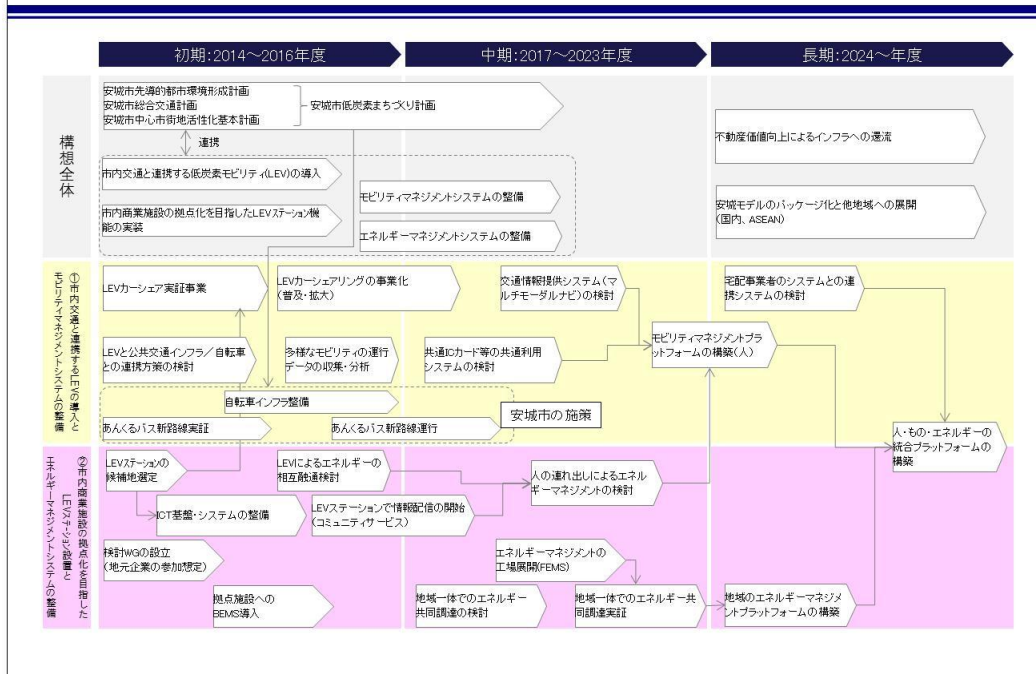 初期：2014～2016年度
中期：2017～2023年度
長期：2024～年度
構想全体
安城市先導的都市環境形成計画
安城市総合交通計画
安城市中心市街地活性化基本計画
安城市低炭素まちづくり計画
連携
市内交通と連携する低炭素モビリティ(LEV)の導入
市内商業施設の拠点化を目指したLEVステーション機
能の実装
モビリティマネジメントシステムの整備
エネルギーマネジメントシステムの整備
不動産価値向上によるインフラへの還流
安城モデルのパッケージ化と他地域への展開
(国内、ASEAN)
①市内交通と連携するLEVの導入と
モビリティマネジメントシステムの整備
LEVカーシェア実証事業
LEVカーシェアリングの事業化
(普及・拡大)
交通情報提供システム(マ
ルチモーダルナビ)の検討
宅配事業者のシステムとの連
携システムの検討
LEVと公共交通インフラ／自転車
との連携方策の検討
多様なモビリティの運行
データの収集・分析
共通ICカード等の共通利用
システムの検討
モビリティマネジメントプラ
ットフォームの構築(人)
自転車インフラ整備
あんくるバス新路線実証
あんくるバス新路線運行
安城市の施策
人・もの・エネルギーの
統合プラットフォームの
構築
②市内商業施設の拠点化を目指した
LEVステーション設置と
エネルギーマネジメントシステムの整備
LEVステーションの
候補地選定
LEVによるエネルギーの
相互融通検討
人の連れ出しによるエネル
ギーマネジメントの検討
ICT基盤・システムの整備
LEVステーションで情報配信の開始
(コミュニティサービス)
検討WGの設立
(地元企業の参加想定)
エネルギーマネジメントの
工場展開(FEMS)
拠点施設への
BEMS導入
地域一体でのエネルギー
共同調達の検討
地域一体でのエネルギー共
同調達実証
地域のエネルギーマネジメ
ントプラットフォームの構築